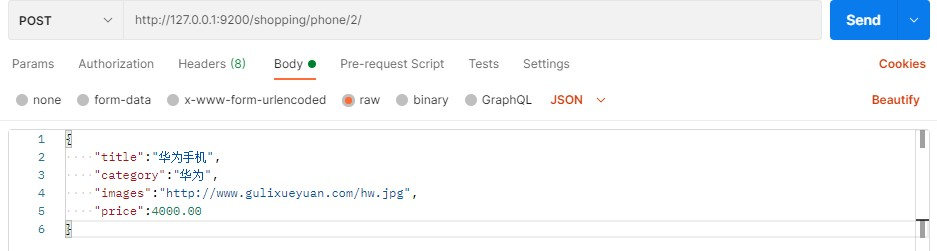 POST http://127.0.0.1:9200/shopping/phone/2/ Send
Params Authorization Headers (8) Body Pre-request Script Tests Settings Cookies
none form-data x-www-form-urlencoded raw binary GraphQL JSON Beautify
1 {
2 "title":"华为手机",
3 "category":"华为",
4 "images":"http://www.gulixueyuan.com/hw.jpg",
5 "price":4000.00
6 }